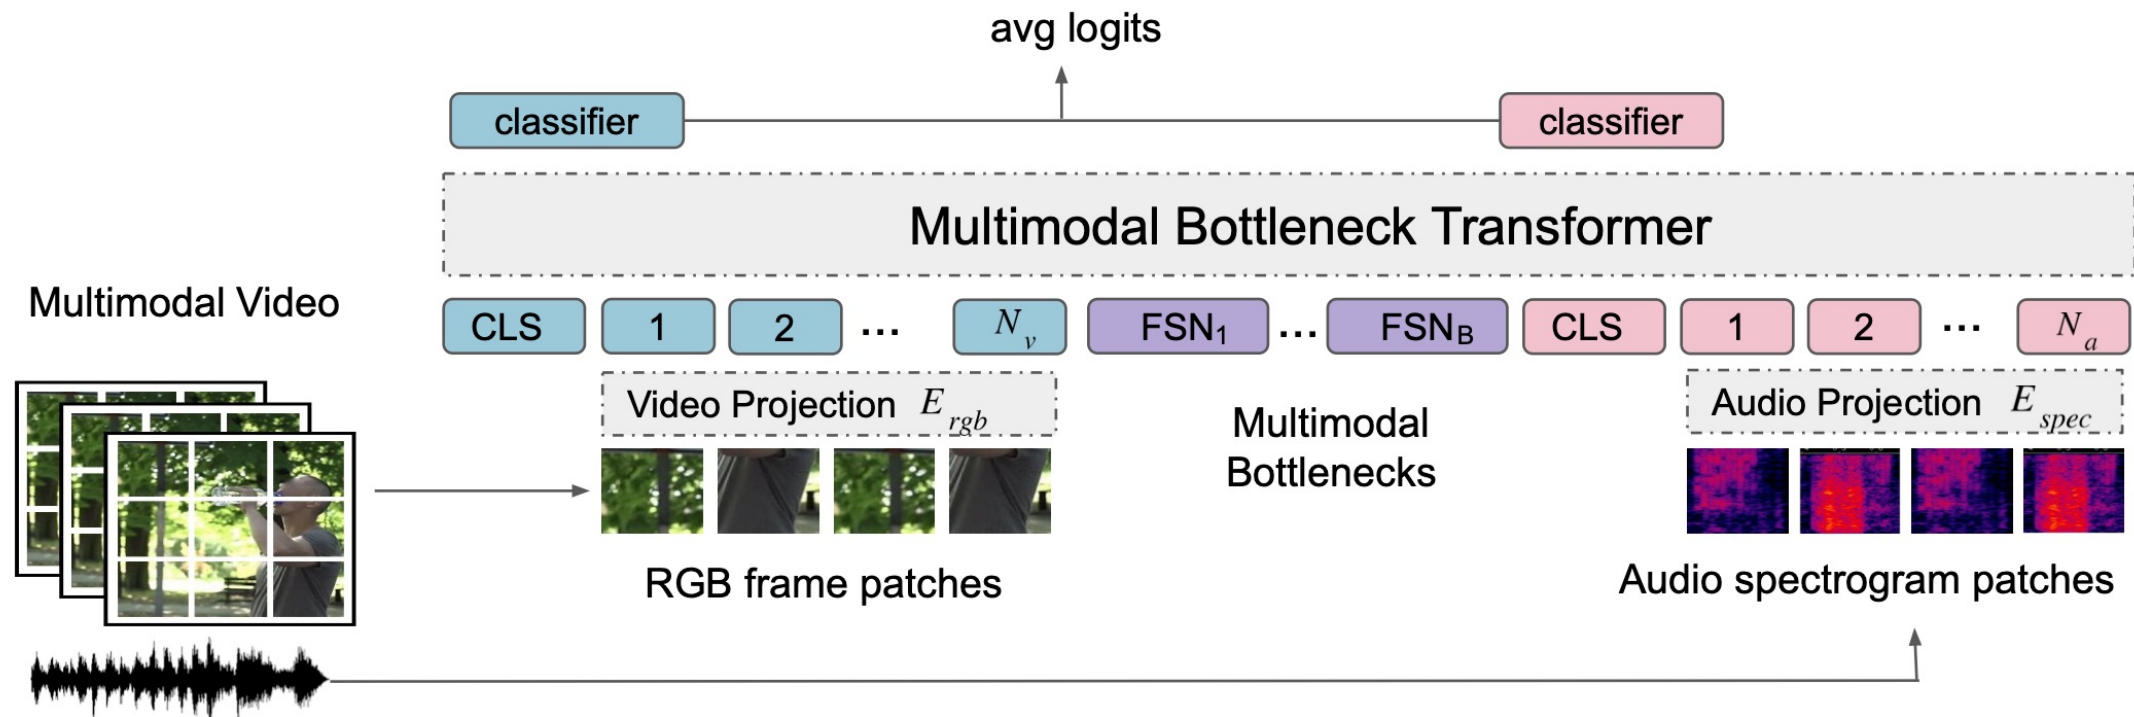 avg logits
classifier
classifier
Multimodal Bottleneck Transformer
Multimodal Video
CLS 1 2 ... N_v FSN_1 ... FSN_B CLS 1 2 ... N_a
Video Projection E_rgb
Audio Projection E_spec
Multimodal
Bottlenecks
RGB frame patches
Audio spectrogram patches